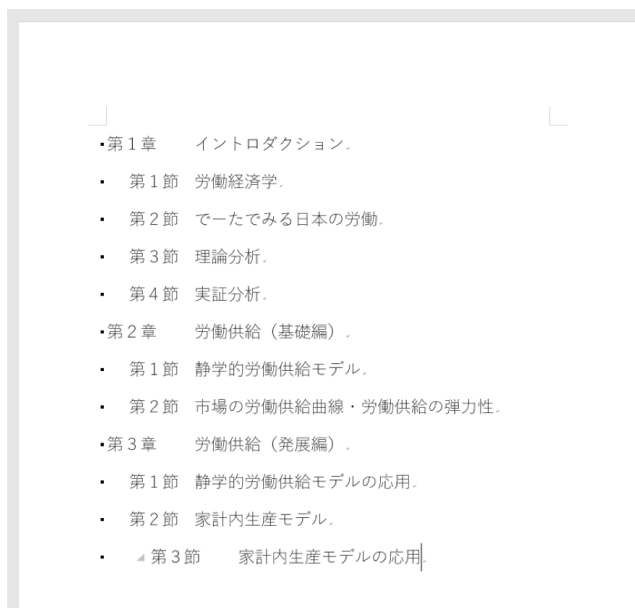 第１章　イントロダクション
第１節　労働経済学
第２節　でーたでみる日本の労働
第３節　理論分析
第４節　実証分析
第２章　労働供給（基礎編）
第１節　静学的労働供給モデル
第２節　市場の労働供給曲線・労働供給の弾力性
第３章　労働供給（発展編）
第１節　静学的労働供給モデルの応用
第２節　家計内生産モデル
第３節　家計内生産モデルの応用